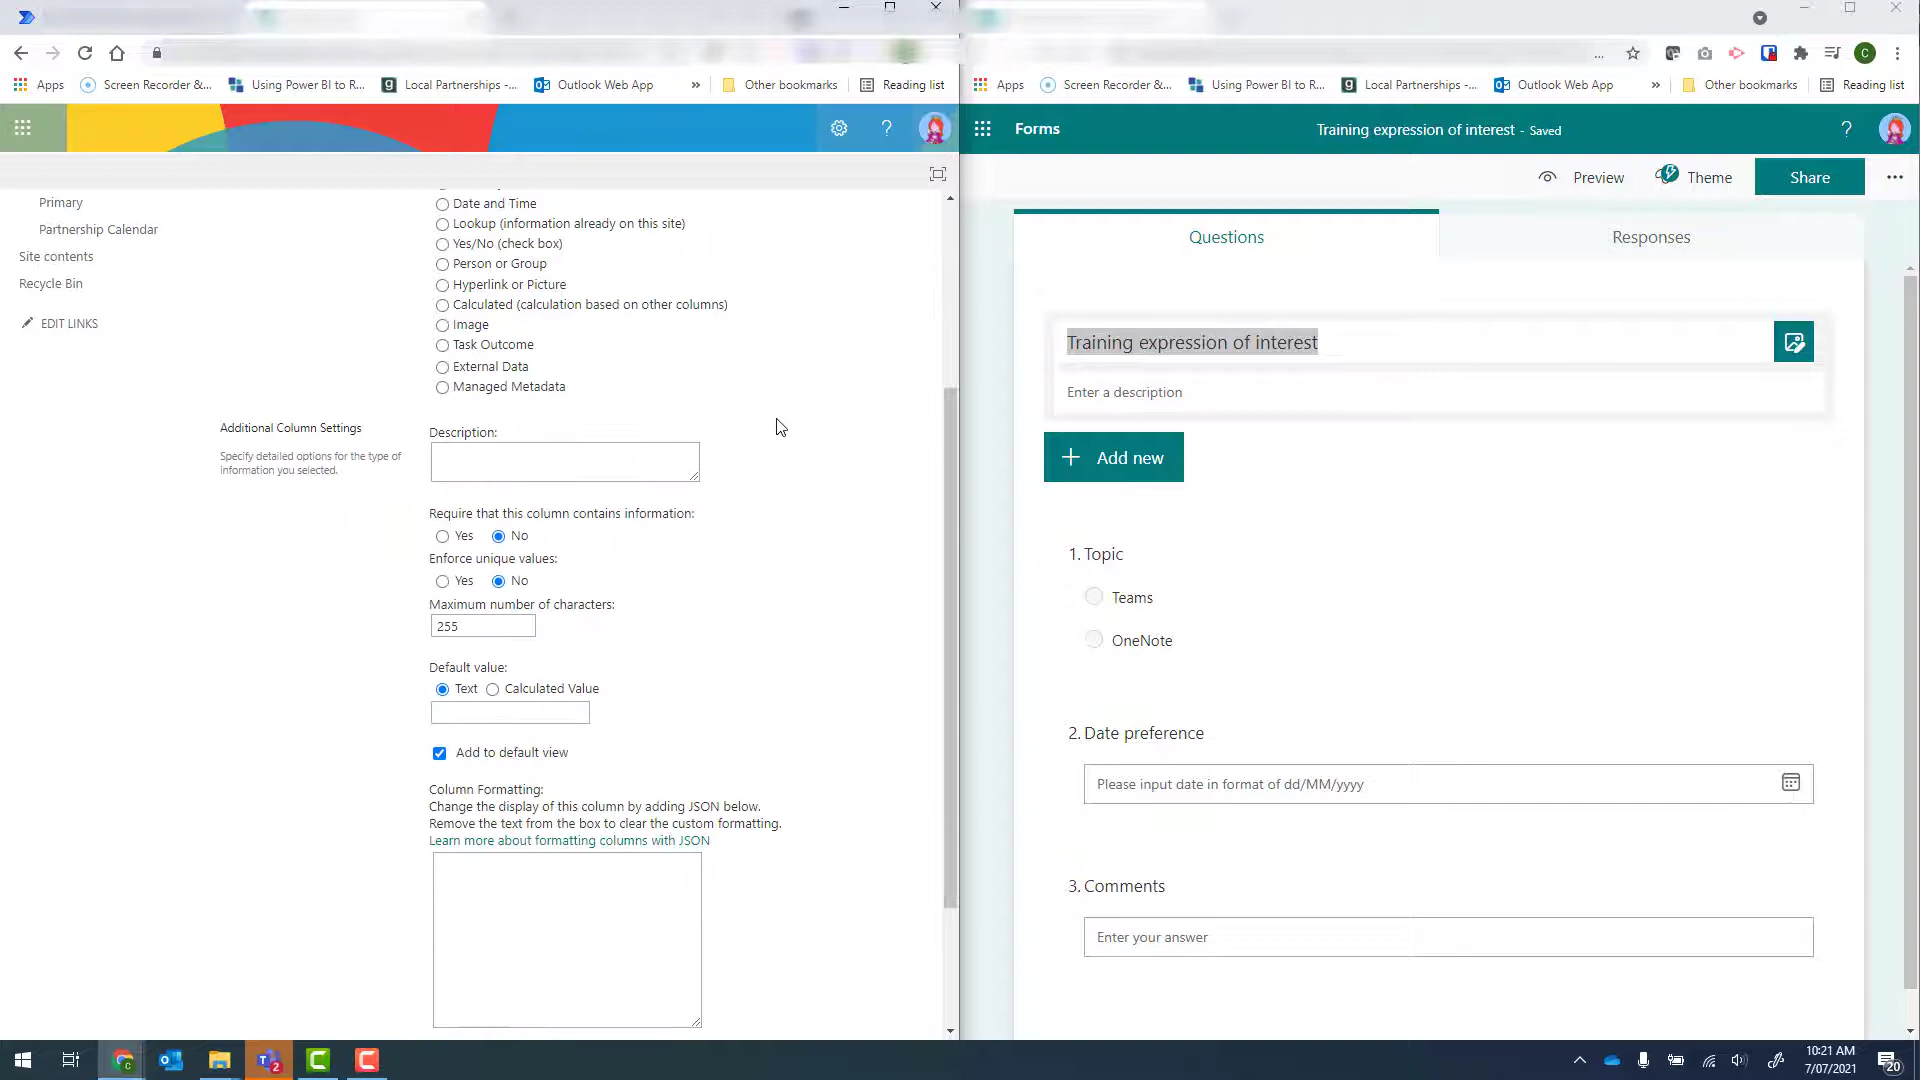 Apps
Screen Recorder &...
Using Power BI to R...
Local Partnerships -...
Outlook Web App
»
Other bookmarks
Reading list
Primary
Partnership Calendar
Site contents
Recycle Bin
EDIT LINKS
Date and Time
Lookup (information already on this site)
Yes/No (check box)
Person or Group
Hyperlink or Picture
Calculated (calculation based on other columns)
Image
Task Outcome
External Data
Managed Metadata
Additional Column Settings
Specify detailed options for the type of
information you selected.
Description:
Require that this column contains information:
Yes No
Enforce unique values:
Yes No
Maximum number of characters:
255
Default value:
Text Calculated Value
Add to default view
Column Formatting:
Change the display of this column by adding JSON below.
Remove the text from the box to clear the custom formatting.
Learn more about formatting columns with JSON
...
C
Apps
Screen Recorder &...
Using Power BI to R...
Local Partnerships -...
Outlook Web App
»
Other bookmarks
Reading list
Forms
Training expression of interest - Saved
?
Preview
Theme
Share
...
Questions
Responses
Training expression of interest
Enter a description
+ Add new
1. Topic
Teams
OneNote
2. Date preference
Please input date in format of dd/MM/yyyy
3. Comments
Enter your answer
10:21 AM
7/07/2021
20